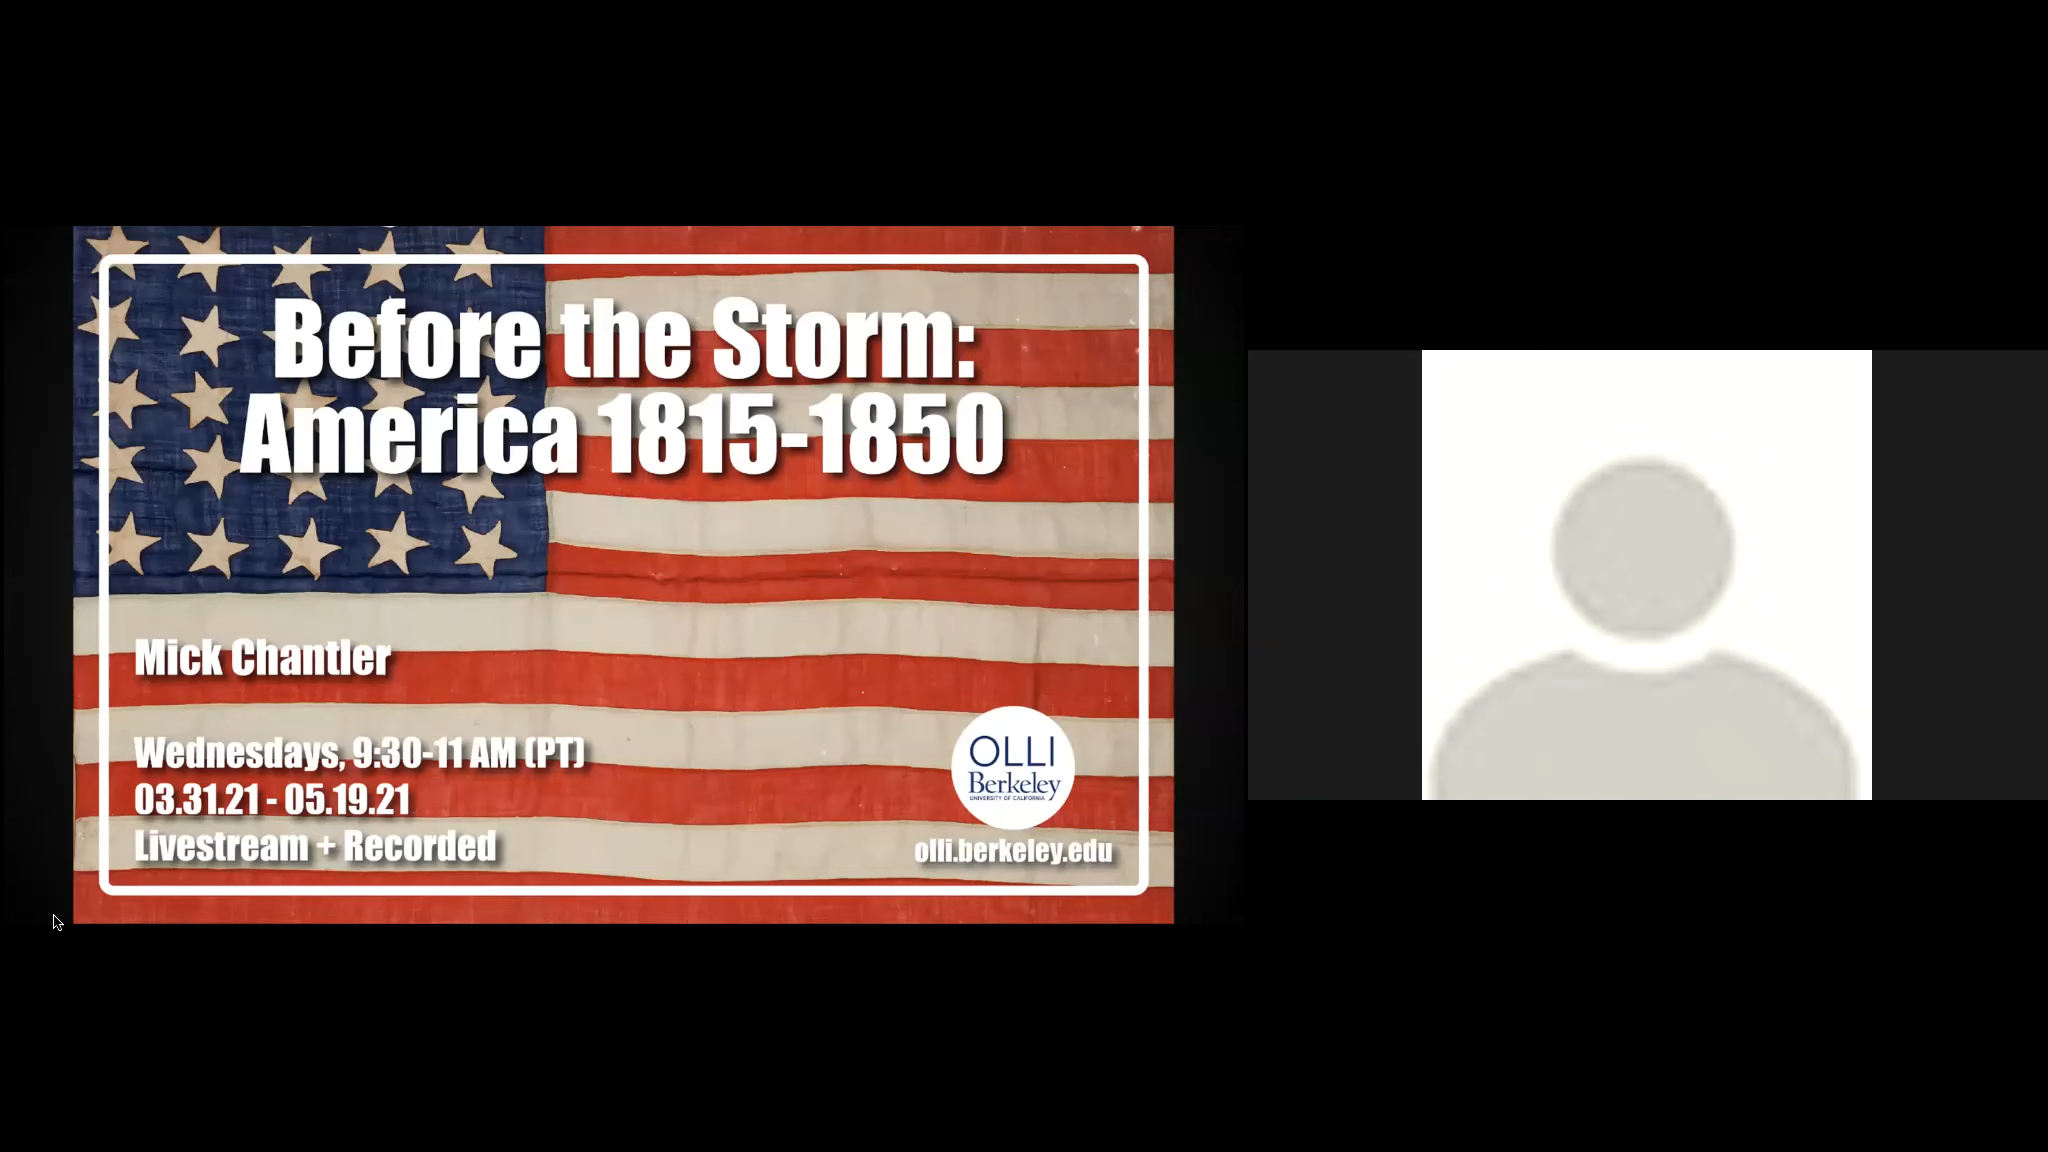 Before the Storm:
America 1815-1850
Mick Chantler
Wednesdays, 9:30-11 AM (PT)
03.31.21 - 05.19.21
Livestream + Recorded
OLLI
Berkeley
UNIVERSITY OF CALIFORNIA
olli.berkeley.edu